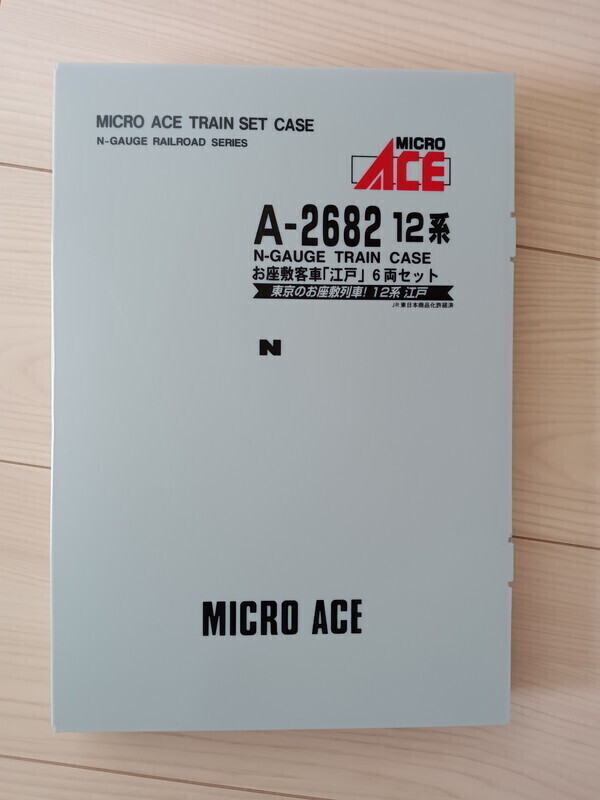 MICRO ACE TRAIN SET CASE
N-GAUGE RAILROAD SERIES
MICRO
ACE
A-2682 12系
N-GAUGE TRAIN CASE
お座敷客車「江戸」6両セット
東京のお座敷列車! 12系 江戸
JR東日本商品化許諾済
N
MICRO ACE